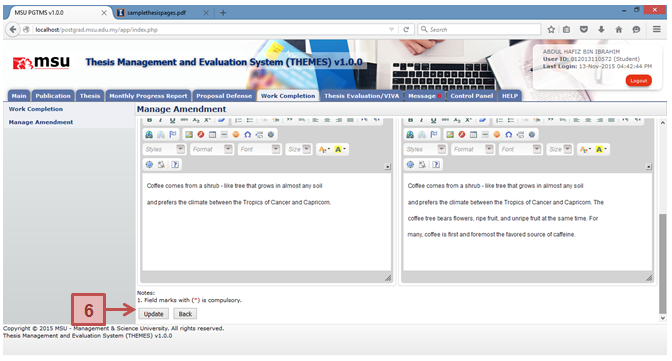 MSU PGTMS v1.0.0
samplethesispages.pdf
localhost/postgrad.msu.edu.my/app/index.php
Search
msu
Thesis Management and Evaluation System (THEMES) v1.0.0
ABDUL HAFIZ BIN IBRAHIM
User ID: 012013110572 (Student)
Last Login: 13-Nov-2015 04:42:44 PM
Logout
Main Publication Thesis Monthly Progress Report Proposal Defense Work Completion Thesis Evaluation/VIVA Message Control Panel HELP
Work Completion
Manage Amendment
Manage Amendment
Styles Format Font Size
Styles Format Font Size
Coffee comes from a shrub - like tree that grows in almost any soil
and prefers the climate between the Tropics of Cancer and Capricorn.
Coffee comes from a shrub - like tree that grows in almost any soil
and prefers the climate between the Tropics of Cancer and Capricorn. The
coffee tree bears flowers, ripe fruit, and unripe fruit at the same time. For
many, coffee is first and foremost the favored source of caffeine.
Notes:
1. Field marks with (*) is compulsory.
6
Update Back
Copyright © 2015 MSU - Management & Science University. All rights reserved.
Thesis Management and Evaluation System (THEMES) v1.0.0